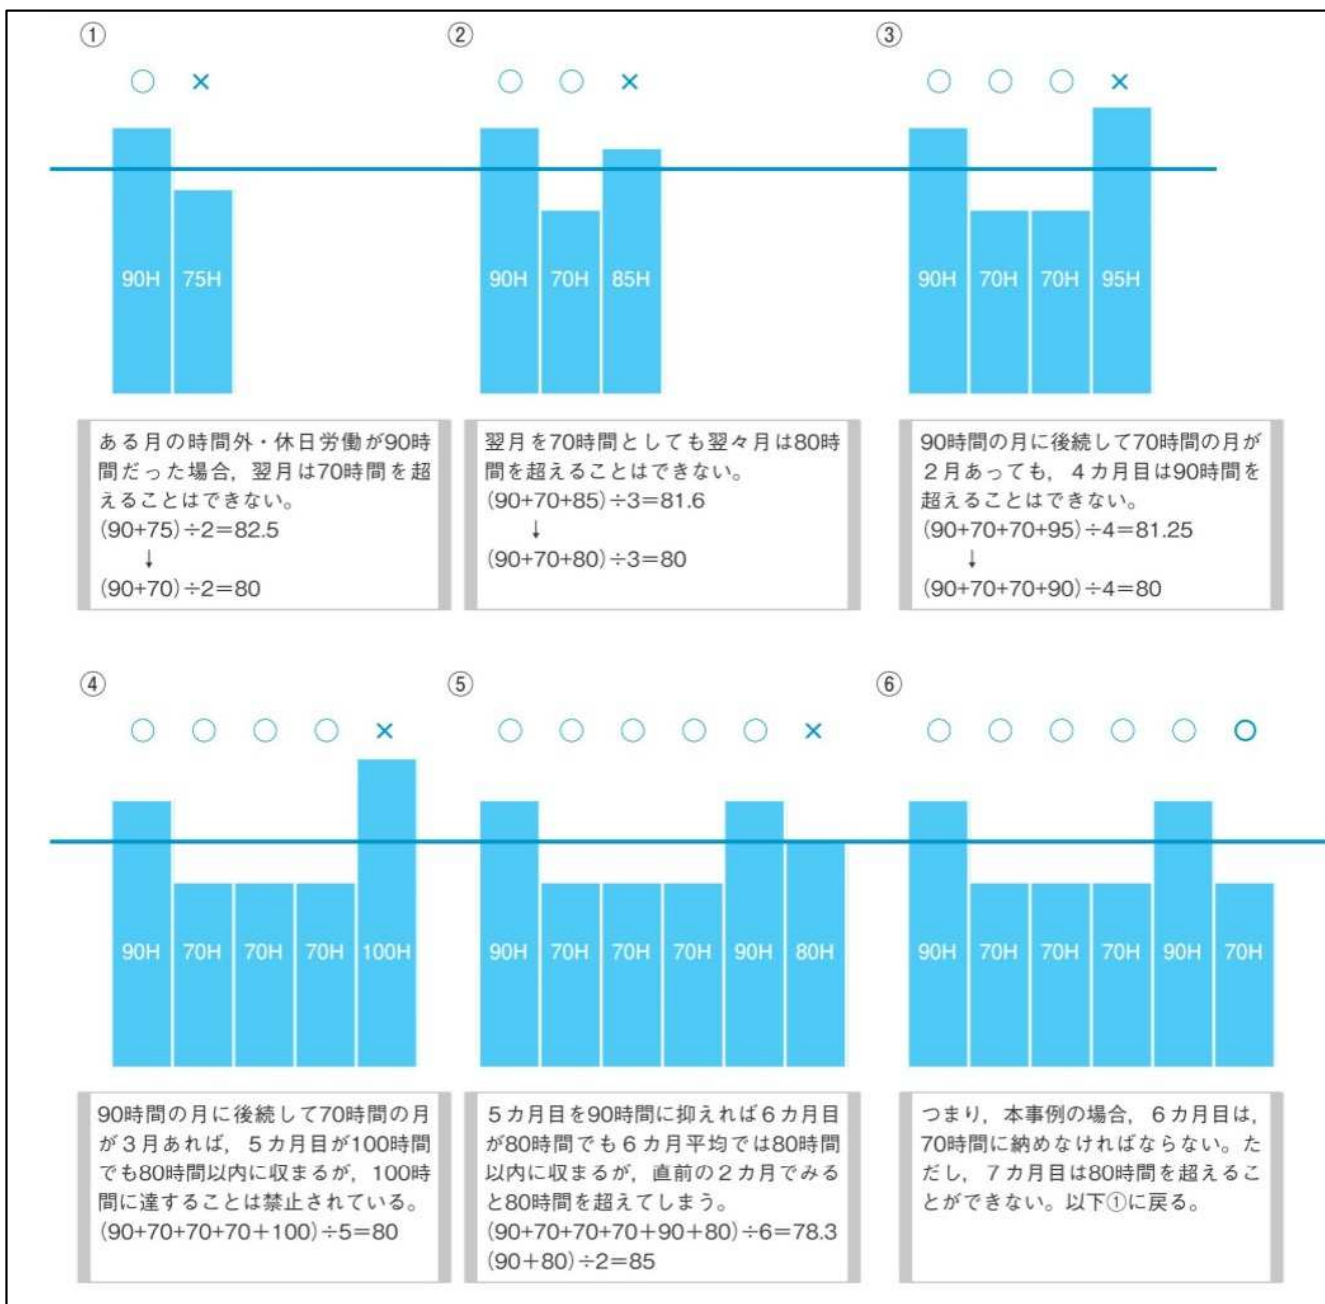 ①
○ ×
90H 75H
ある月の時間外・休日労働が90時
間だった場合，翌月は70時間を超
えることはできない。
(90+75)÷2=82.5
↓
(90+70)÷2=80
②
○ ○ ×
90H 70H 85H
翌月を70時間としても翌々月は80時
間を超えることはできない。
(90+70+85)÷3=81.6
↓
(90+70+80)÷3=80
③
○ ○ ○ ×
90H 70H 70H 95H
90時間の月に後続して70時間の月が
２月あっても，４カ月目は90時間を
超えることはできない。
(90+70+70+95)÷4=81.25
↓
(90+70+70+90)÷4=80
④
○ ○ ○ ○ ×
90H 70H 70H 70H 100H
90時間の月に後続して70時間の月
が３月あれば，５カ月目が100時間
でも80時間以内に収まるが，100時
間に達することは禁止されている。
(90+70+70+70＋100)÷5=80
⑤
○ ○ ○ ○ ○ ×
90H 70H 70H 70H 90H 80H
５カ月目を90時間に抑えれば６カ月目
が80時間でも６カ月平均では80時間
以内に収まるが，直前の２カ月でみる
と80時間を超えてしまう。
(90+70+70+70＋90＋80)÷6=78.3
(90＋80)÷2=85
⑥
○ ○ ○ ○ ○ ○
90H 70H 70H 70H 90H 70H
つまり，本事例の場合，６カ月目は，
70時間に納めなければならない。た
だし，７カ月目は80時間を超えるこ
とができない。以下①に戻る。